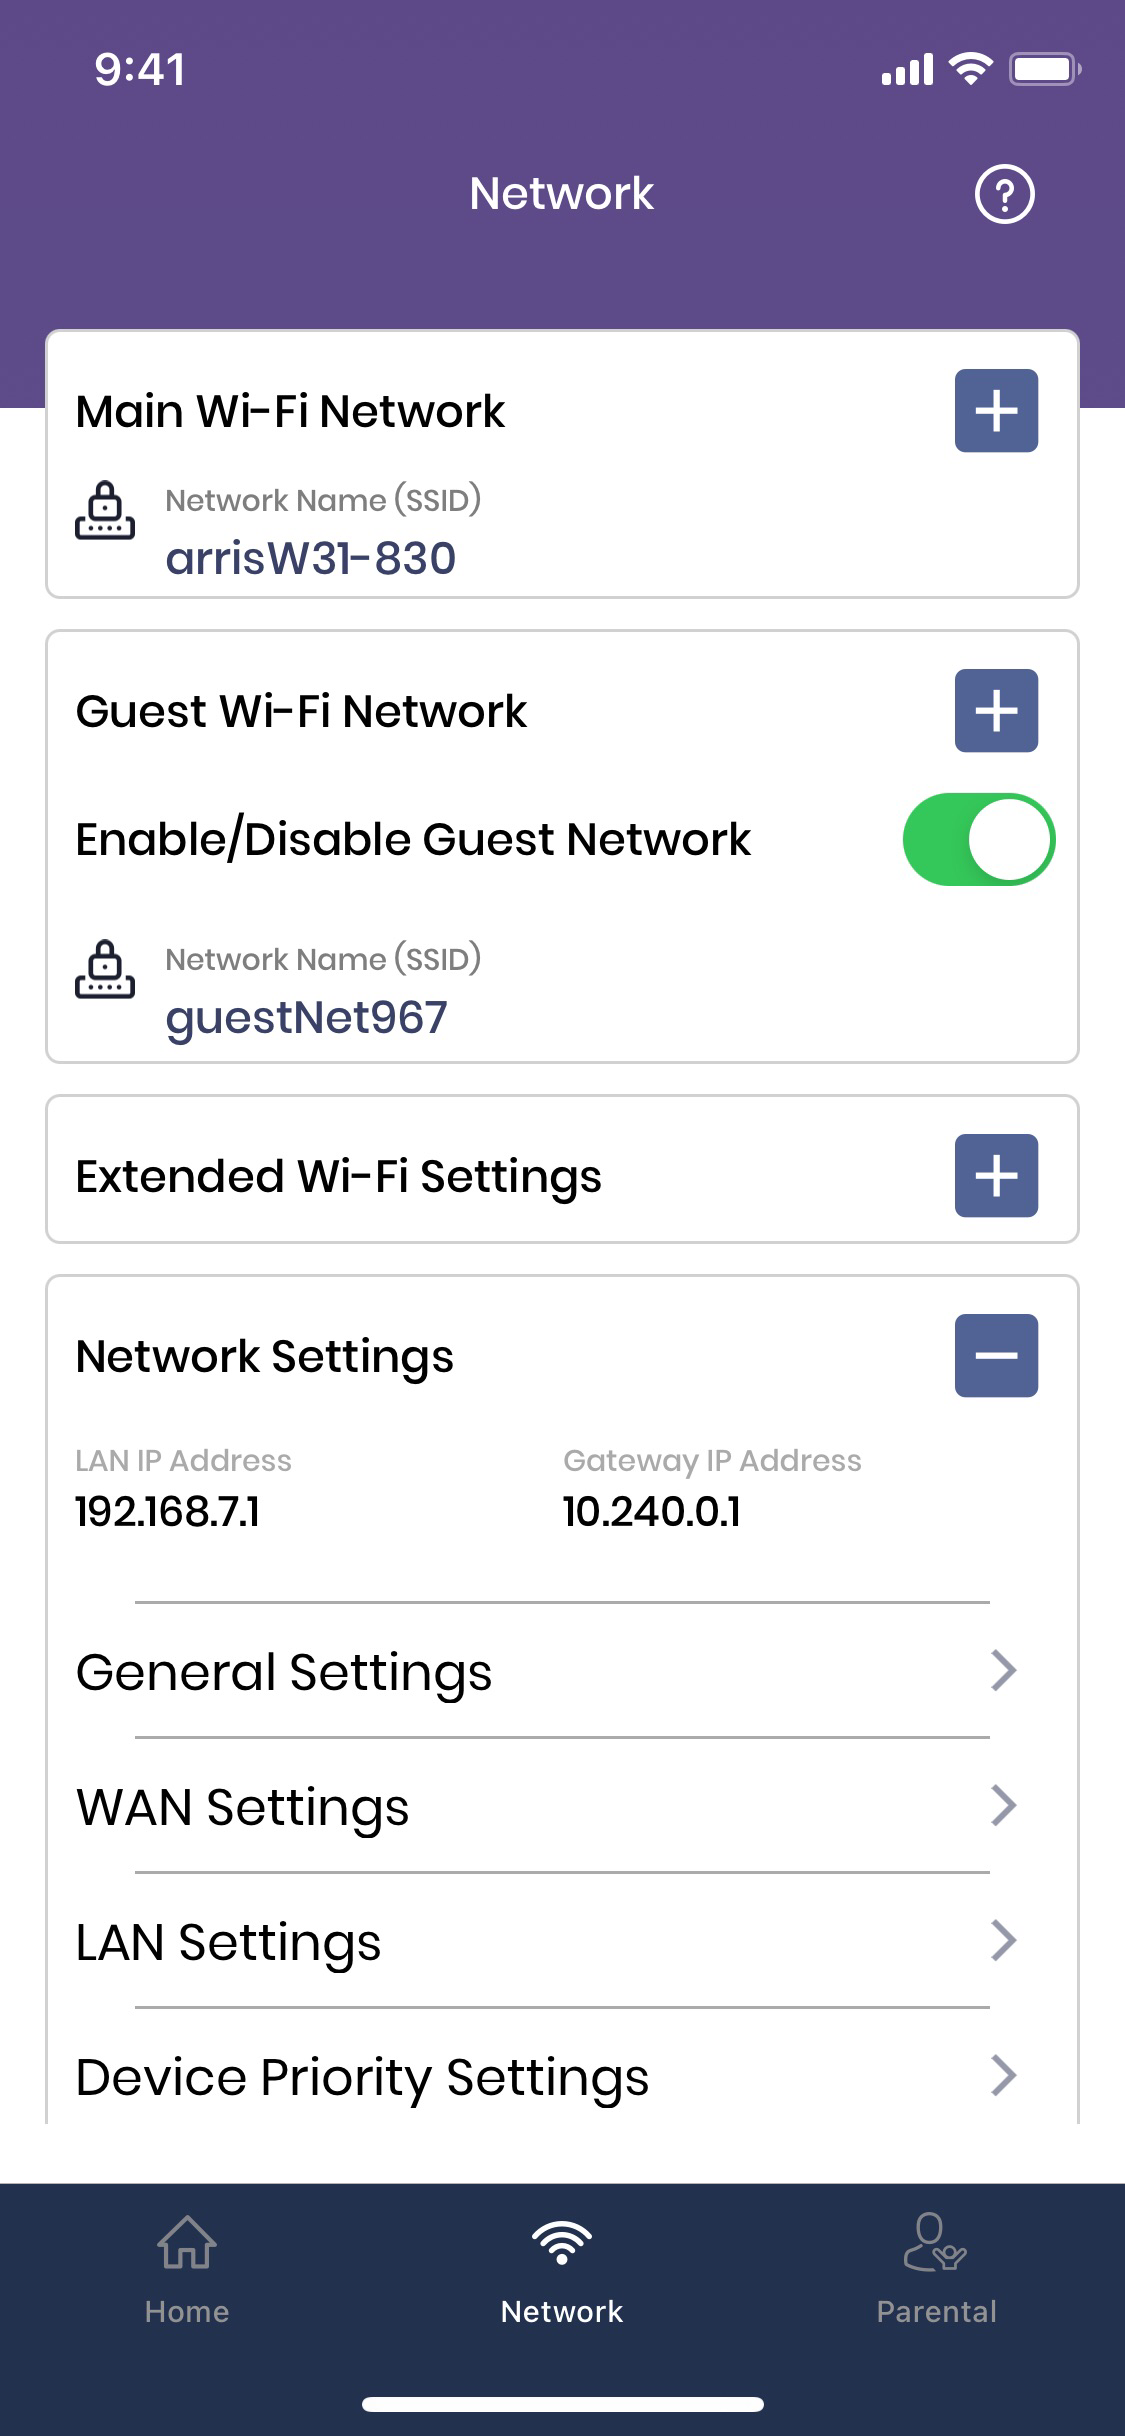 9:41
Network
Main Wi-Fi Network
Network Name (SSID)
arrisW31-830
Guest Wi-Fi Network
Enable/Disable Guest Network
Network Name (SSID)
guestNet967
Extended Wi-Fi Settings
Network Settings
LAN IP Address Gateway IP Address
192.168.7.1 10.240.0.1
General Settings
WAN Settings
LAN Settings
Device Priority Settings
Home Network Parental